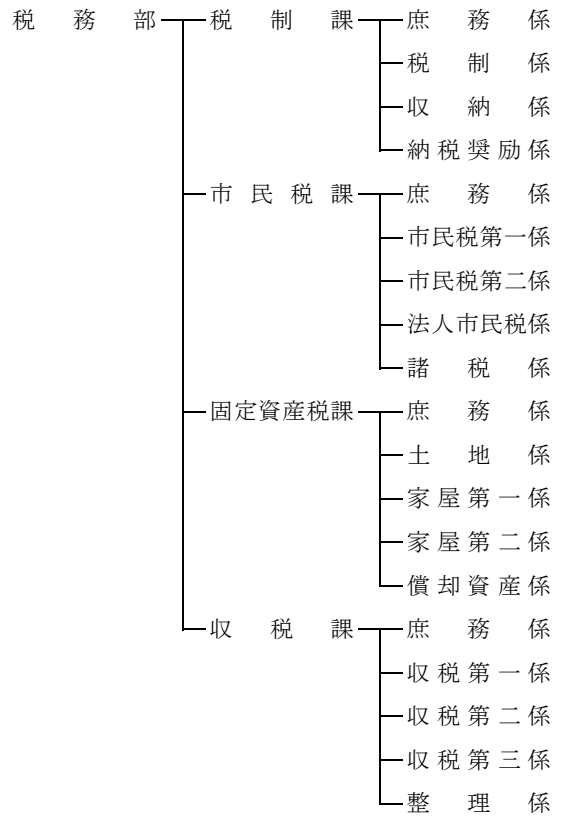 税務部 税制課 庶務係
税制係
収納係
納税奨励係
市民税課 庶務係
市民税第一係
市民税第二係
法人市民税係
諸税係
固定資産税課 庶務係
土地係
家屋第一係
家屋第二係
償却資産係
収税課 庶務係
収税第一係
収税第二係
収税第三係
整理係